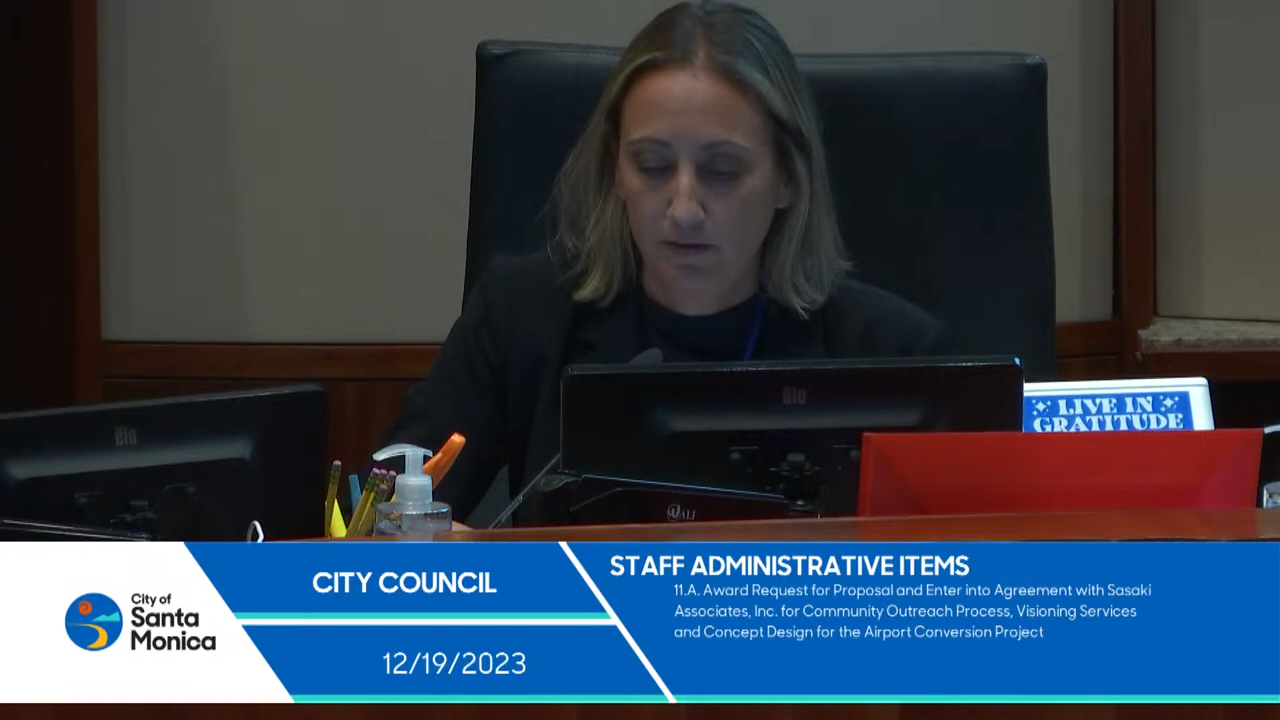 Elo
Elo
LIVE IN
GRATITUDE
CITY COUNCIL
12/19/2023
City of
Santa
Monica
STAFF ADMINISTRATIVE ITEMS
11.A. Award Request for Proposal and Enter into Agreement with Sasaki
Associates, Inc. for Community Outreach Process, Visioning Services
and Concept Design for the Airport Conversion Project